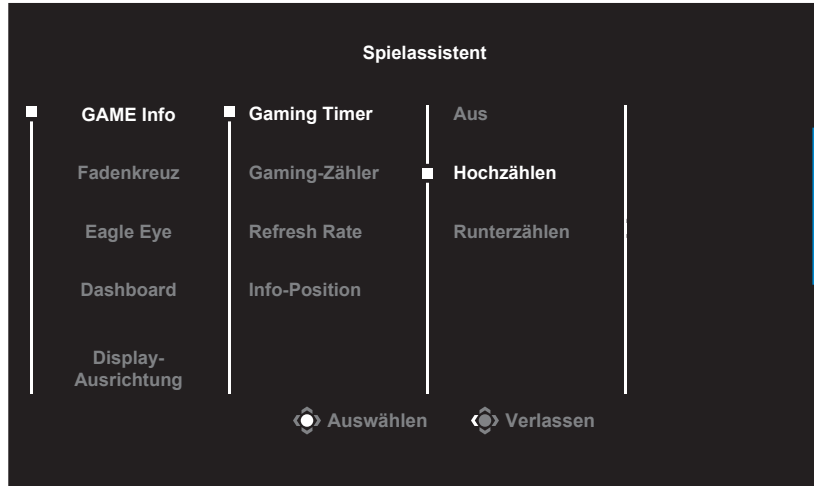 Spielassistent
GAME Info
Gaming Timer
Aus
Fadenkreuz
Gaming-Zähler
Hochzählen
Eagle Eye
Refresh Rate
Runterzählen
Dashboard
Info-Position
Display-
Ausrichtung
Auswählen
Verlassen